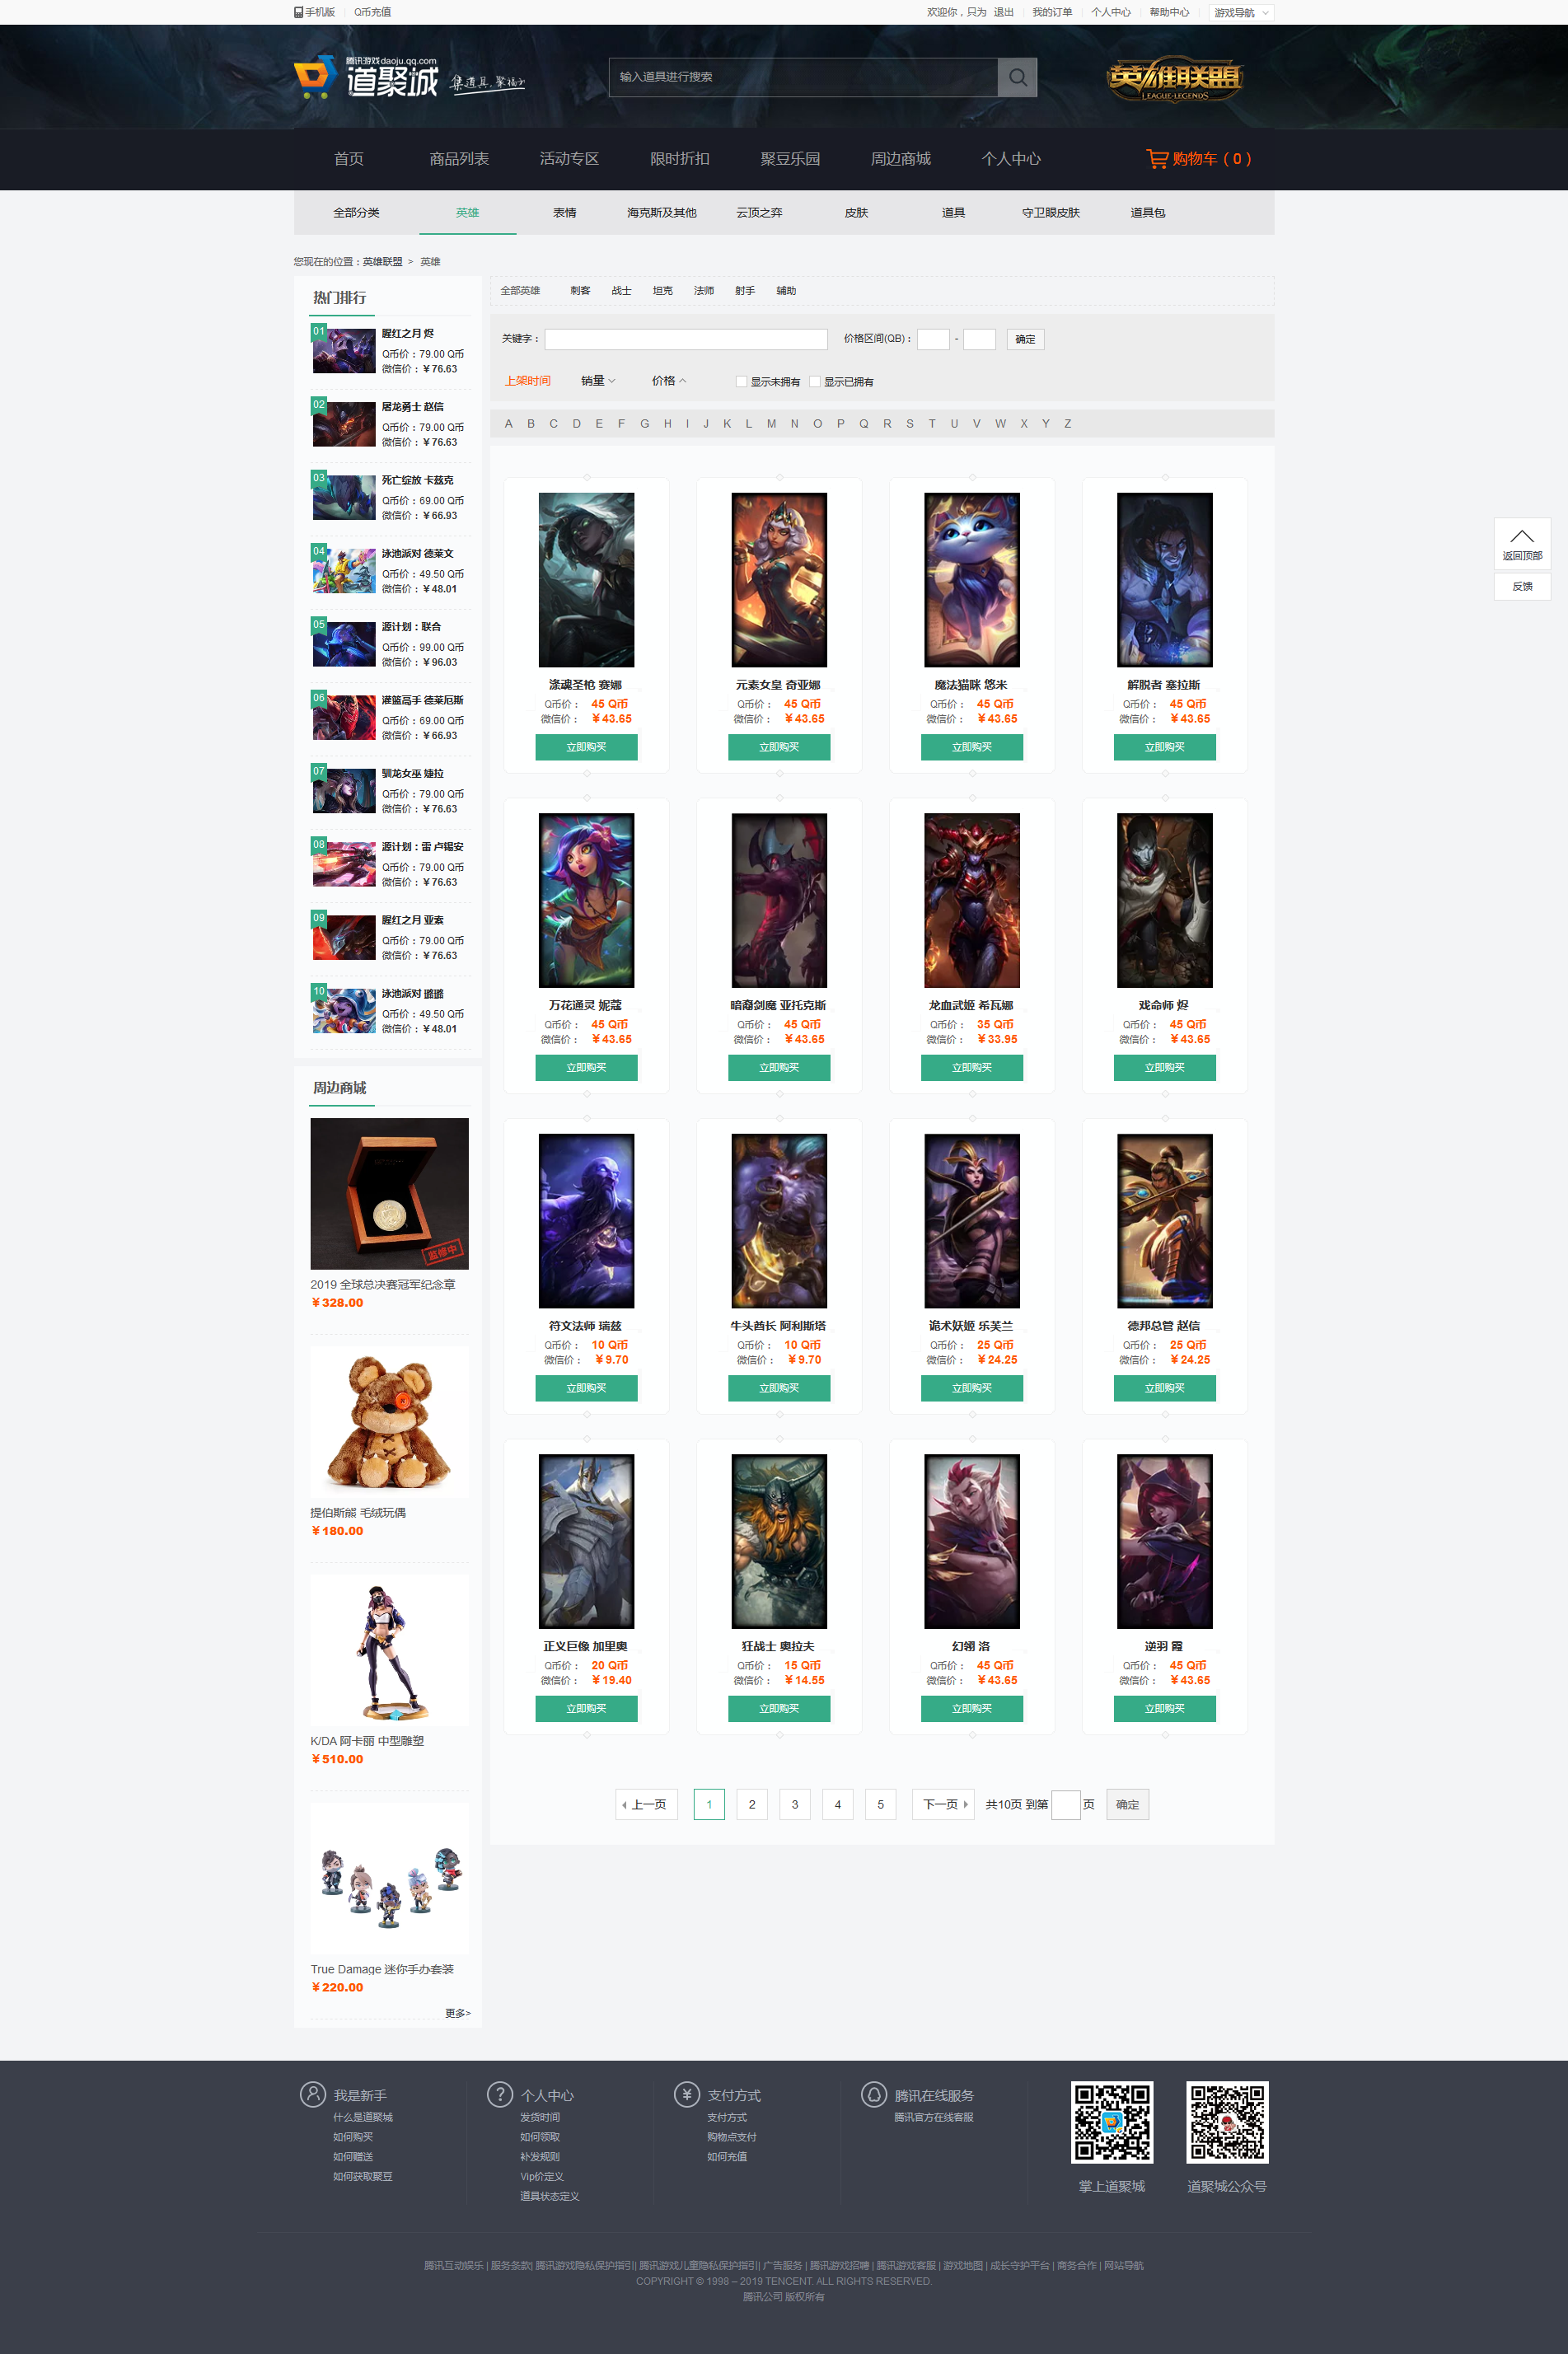 手机版 Q币充值 欢迎你，只为 退出 我的订单 个人中心 帮助中心 游戏导航
腾讯游戏daoju.qq.com
道聚城 集道具.聚福利
输入道具进行搜索
英雄联盟
LEAGUE·LEGENDS
首页 商品列表 活动专区 限时折扣 聚豆乐园 周边商城 个人中心 购物车（0）
全部分类 英雄 表情 海克斯及其他 云顶之弈 皮肤 道具 守卫眼皮肤 道具包
您现在的位置：英雄联盟 > 英雄
热门排行
01
腥红之月 烬
Q币价：79.00 Q币
微信价：￥76.63
02
屠龙勇士 赵信
Q币价：79.00 Q币
微信价：￥76.63
03
死亡绽放 卡兹克
Q币价：69.00 Q币
微信价：￥66.93
04
泳池派对 德莱文
Q币价：49.50 Q币
微信价：￥48.01
05
源计划：联合
Q币价：99.00 Q币
微信价：￥96.03
06
灌篮高手 德莱厄斯
Q币价：69.00 Q币
微信价：￥66.93
07
驯龙女巫 婕拉
Q币价：79.00 Q币
微信价：￥76.63
08
源计划：雷 卢锡安
Q币价：79.00 Q币
微信价：￥76.63
09
腥红之月 亚索
Q币价：79.00 Q币
微信价：￥76.63
10
泳池派对 璐璐
Q币价：49.50 Q币
微信价：￥48.01
周边商城
监修中
2019 全球总决赛冠军纪念章
￥328.00
提伯斯熊 毛绒玩偶
￥180.00
K/DA 阿卡丽 中型雕塑
￥510.00
True Damage 迷你手办套装
￥220.00
更多>
全部英雄 刺客 战士 坦克 法师 射手 辅助
关键字： 价格区间(QB)： - 确定
上架时间 销量 价格 显示未拥有 显示已拥有
A B C D E F G H I J K L M N O P Q R S T U V W X Y Z
涤魂圣枪 赛娜 元素女皇 奇亚娜 魔法猫咪 悠米 解脱者 塞拉斯
Q币价： 45 Q币 Q币价： 45 Q币 Q币价： 45 Q币 Q币价： 45 Q币
微信价： ￥43.65 微信价： ￥43.65 微信价： ￥43.65 微信价： ￥43.65
立即购买 立即购买 立即购买 立即购买
万花通灵 妮蔻 暗裔剑魔 亚托克斯 龙血武姬 希瓦娜 戏命师 烬
Q币价： 45 Q币 Q币价： 45 Q币 Q币价： 35 Q币 Q币价： 45 Q币
微信价： ￥43.65 微信价： ￥43.65 微信价： ￥33.95 微信价： ￥43.65
立即购买 立即购买 立即购买 立即购买
符文法师 瑞兹 牛头酋长 阿利斯塔 诡术妖姬 乐芙兰 德邦总管 赵信
Q币价： 10 Q币 Q币价： 10 Q币 Q币价： 25 Q币 Q币价： 25 Q币
微信价： ￥9.70 微信价： ￥9.70 微信价： ￥24.25 微信价： ￥24.25
立即购买 立即购买 立即购买 立即购买
正义巨像 加里奥 狂战士 奥拉夫 幻翎 洛 逆羽 霞
Q币价： 20 Q币 Q币价： 15 Q币 Q币价： 45 Q币 Q币价： 45 Q币
微信价： ￥19.40 微信价： ￥14.55 微信价： ￥43.65 微信价： ￥43.65
立即购买 立即购买 立即购买 立即购买
上一页 1 2 3 4 5 下一页 共10页 到第 页 确定
返回顶部
反馈
我是新手
什么是道聚城
如何购买
如何赠送
如何获取聚豆
个人中心
发货时间
如何领取
补发规则
Vip价定义
道具状态定义
支付方式
支付方式
购物点支付
如何充值
腾讯在线服务
腾讯官方在线客服
掌上道聚城 道聚城公众号
腾讯互动娱乐 | 服务条款| 腾讯游戏隐私保护指引| 腾讯游戏儿童隐私保护指引| 广告服务 | 腾讯游戏招聘 | 腾讯游戏客服 | 游戏地图 | 成长守护平台 | 商务合作 | 网站导航
COPYRIGHT © 1998 – 2019 TENCENT. ALL RIGHTS RESERVED.
腾讯公司 版权所有